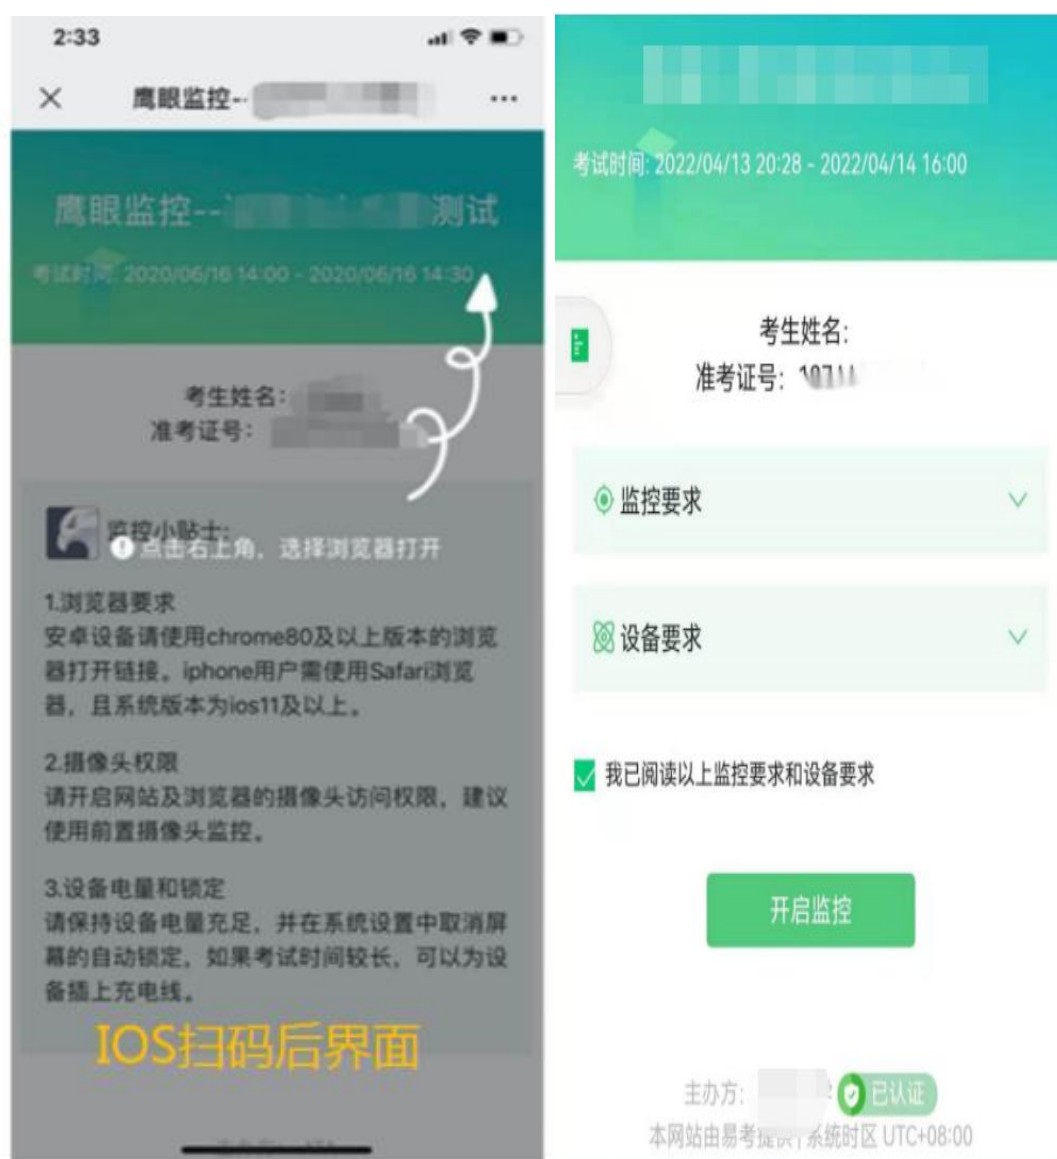 2:33
鹰眼监控--
鹰眼监控-- 测试
考试时间: 2020/06/16 14:00 - 2020/06/16 14:30
考生姓名:
准考证号:
监控小贴士:
点击右上角，选择浏览器打开
1.浏览器要求
安卓设备请使用chrome80及以上版本的浏览
器打开链接。iphone用户需使用Safari浏览
器，且系统版本为ios11及以上。
2.摄像头权限
请开启网站及浏览器的摄像头访问权限，建议
使用前置摄像头监控。
3.设备电量和锁定
请保持设备电量充足，并在系统设置中取消屏
幕的自动锁定，如果考试时间较长，可以为设
备插上充电线。
IOS扫码后界面
考试时间: 2022/04/13 20:28 - 2022/04/14 16:00
考生姓名:
准考证号:
监控要求
设备要求
我已阅读以上监控要求和设备要求
开启监控
主办方: 已认证
本网站由易考提供 | 系统时区 UTC+08:00